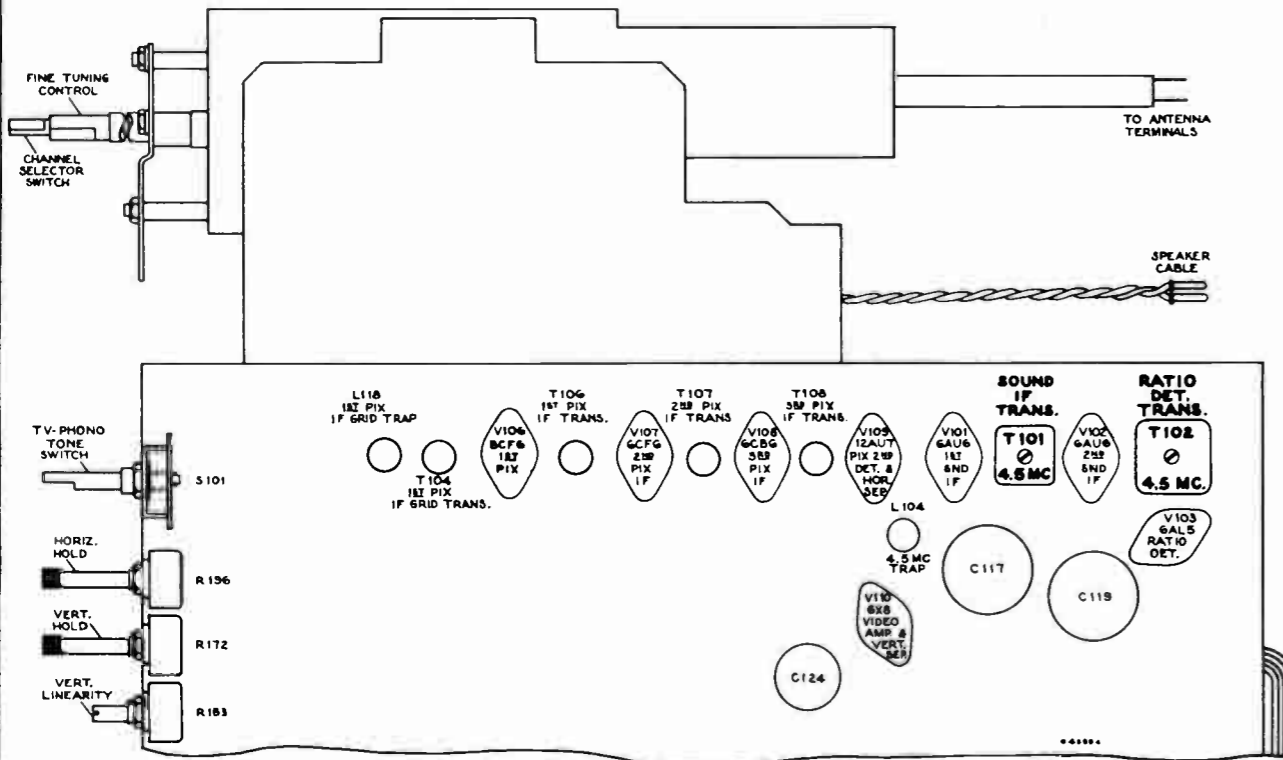 FINE TUNING
CONTROL
CHANNEL
SELECTOR
SWITCH
TO ANTENNA
TERMINALS
SPEAKER
CABLE
TV-PHONO
TONE
SWITCH
S101
HORIZ.
HOLD
R196
VERT.
HOLD
R172
VERT.
LINEARITY
R183
L118
1ST PIX
IF GRID TRAP
T104
1ST PIX
IF GRID TRANS.
V106
6CF6
1ST
PIX
T106
1ST PIX
IF TRANS.
V107
6CF6
2ND
PIX
IF
T107
2ND PIX
IF TRANS
V108
6CB6
3RD
PIX
IF
T108
3RD PIX
IF TRANS.
V109
12AU7
PIX 2ND
DET. &
HOR.
SEP.
V101
6AU6
1ST
SND
IF
SOUND
IF
TRANS.
T101
4.5 MC
V102
6AU6
2ND
SND
IF
RATIO
DET.
TRANS.
T102
4.5 MC.
L104
4.5 MC
TRAP
V103
6AL5
RATIO
DET.
C117
C119
V110
6X8
VIDEO
AMP &
VERT.
SEP.
C124